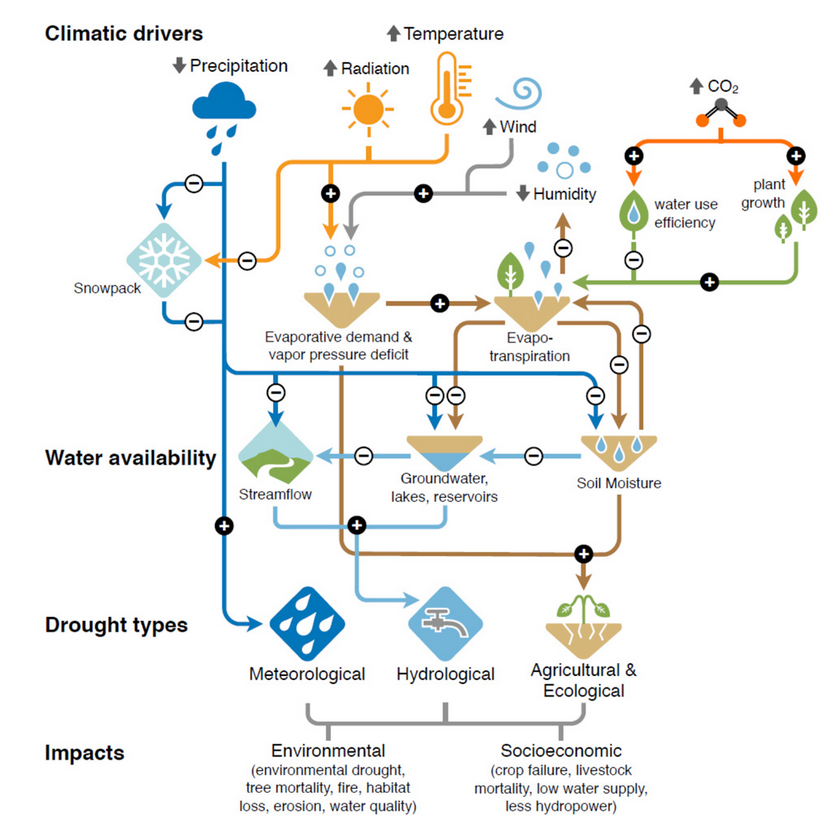 Climatic drivers
Temperature
Precipitation
Radiation
CO₂
Wind
Humidity
plant
growth
water use
efficiency
Snowpack
Evaporative demand &
vapor pressure deficit
Evapo-
transpiration
Water availability
Streamflow
Groundwater,
lakes, reservoirs
Soil Moisture
Drought types
Meteorological
Hydrological
Agricultural &
Ecological
Impacts
Environmental
(environmental drought,
tree mortality, fire, habitat
loss, erosion, water quality)
Socioeconomic
(crop failure, livestock
mortality, low water supply,
less hydropower)